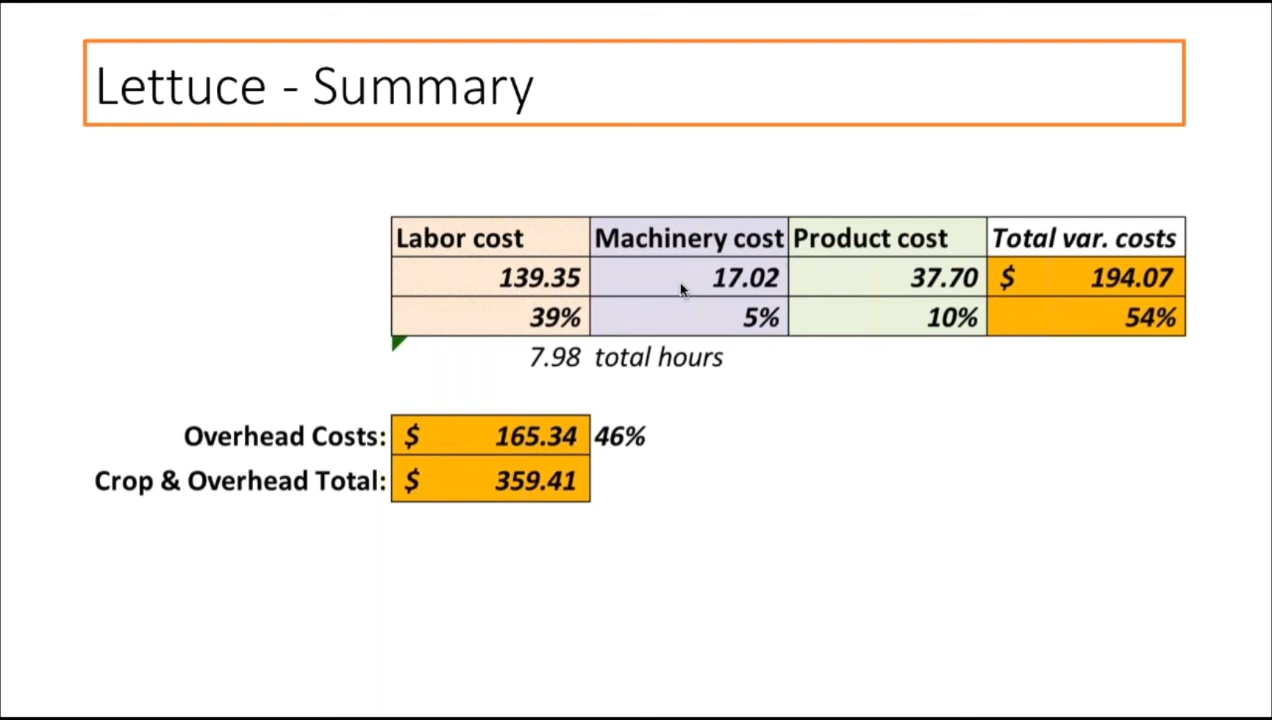 Lettuce - Summary
Labor cost Machinery cost Product cost Total var. costs
139.35 17.02 37.70 $ 194.07
39% 5% 10% 54%
7.98 total hours
Overhead Costs: $ 165.34 46%
Crop & Overhead Total: $ 359.41